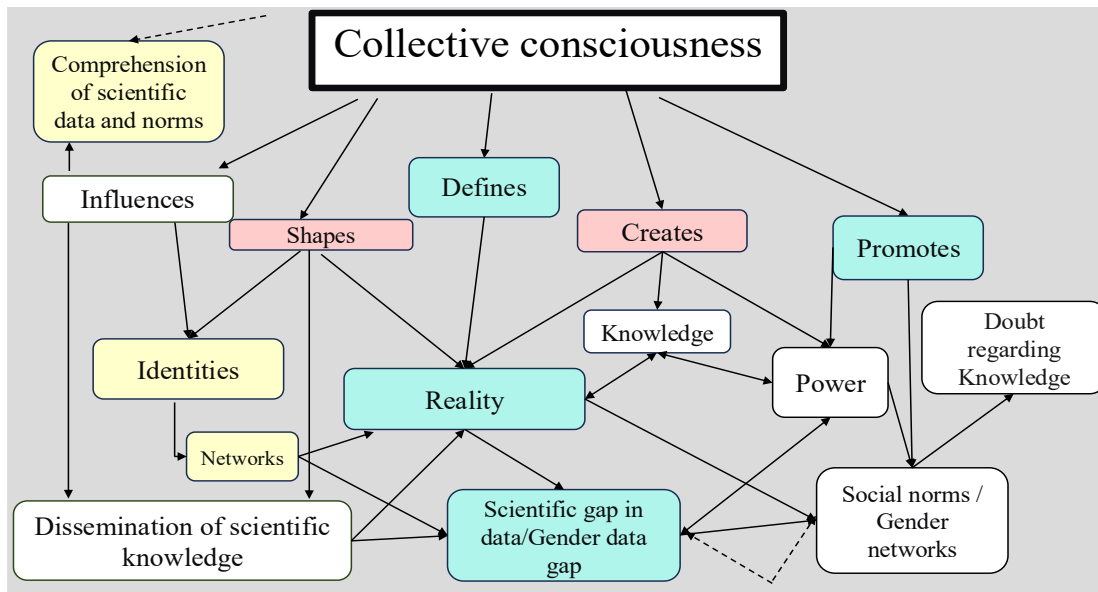 Collective consciousness
Comprehension
of scientific
data and norms
Influences
Shapes
Defines
Creates
Promotes
Identities
Networks
Reality
Knowledge
Power
Doubt
regarding
Knowledge
Dissemination of scientific
knowledge
Scientific gap in
data/Gender data
gap
Social norms /
Gender
networks